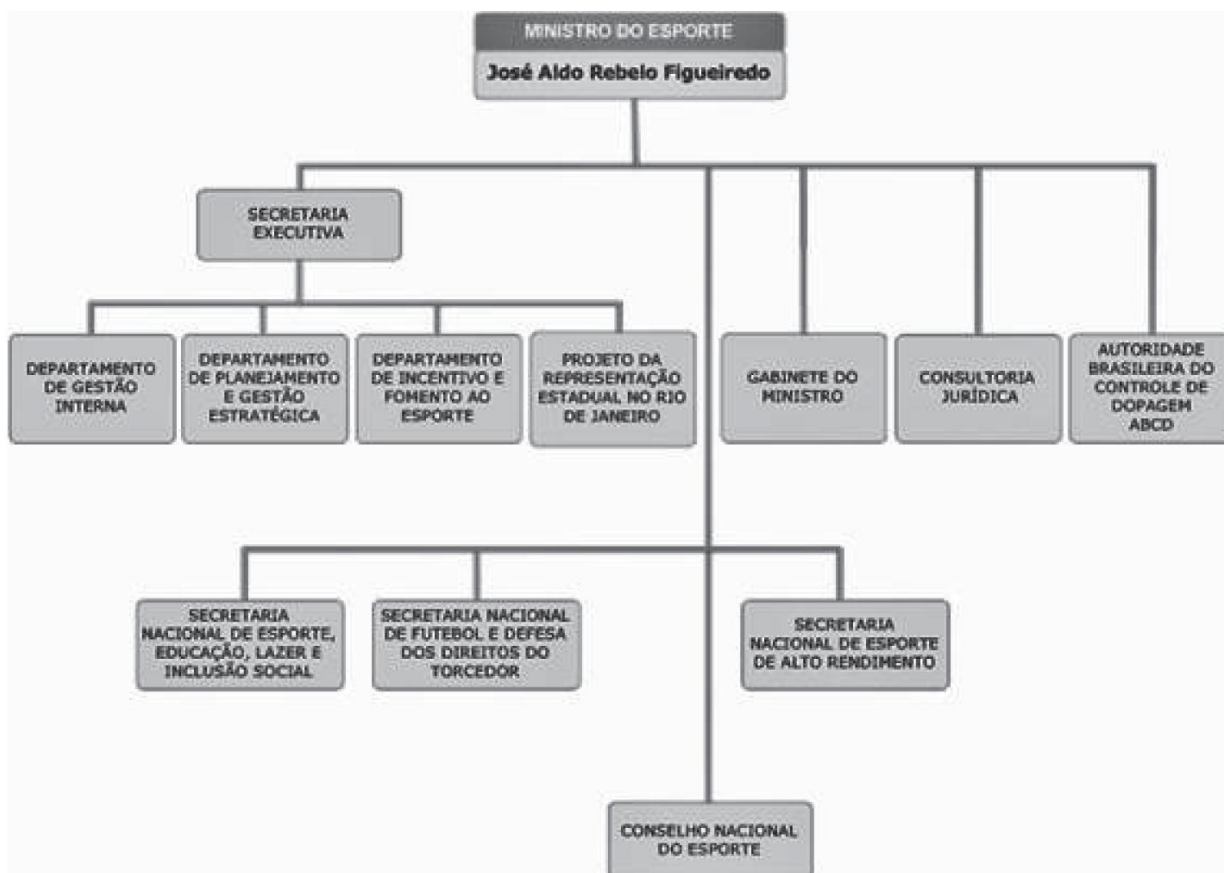 MINISTRO DO ESPORTE
José Aldo Rebelo Figueiredo
SECRETARIA
EXECUTIVA
DEPARTAMENTO
DE GESTÃO
INTERNA
DEPARTAMENTO
DE PLANEJAMENTO
E GESTÃO
ESTRATÉGICA
DEPARTAMENTO
DE INCENTIVO E
FOMENTO AO
ESPORTE
PROJETO DA
REPRESENTAÇÃO
ESTADUAL NO RIO
DE JANEIRO
GABINETE DO
MINISTRO
CONSULTORIA
JURÍDICA
AUTORIDADE
BRASILEIRA DO
CONTROLE DE
DOPAGEM
ABCD
SECRETARIA
NACIONAL DE ESPORTE,
EDUCAÇÃO, LAZER E
INCLUSÃO SOCIAL
SECRETARIA NACIONAL
DE FUTEBOL E DEFESA
DOS DIREITOS DO
TORCEDOR
SECRETARIA
NACIONAL DE ESPORTE
DE ALTO RENDIMENTO
CONSELHO NACIONAL
DO ESPORTE